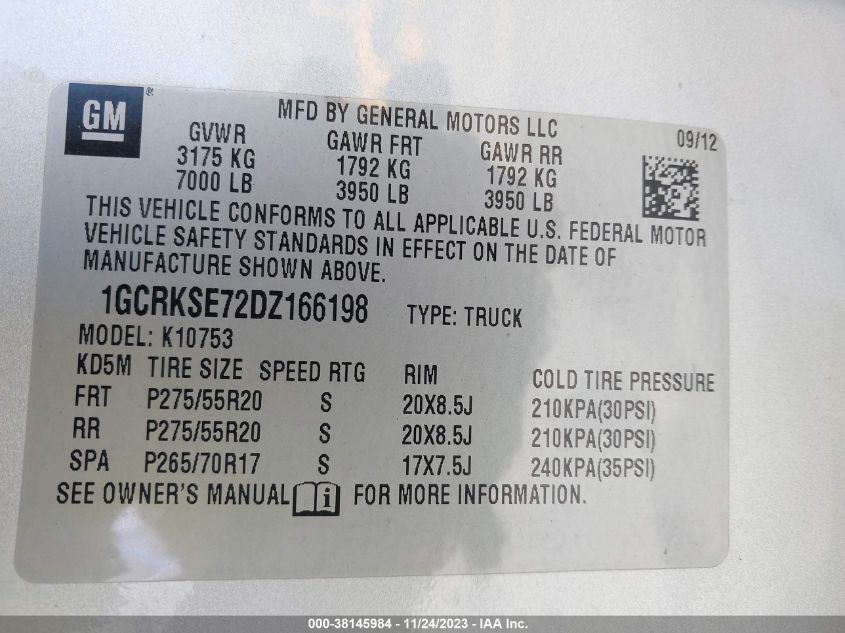 GM ®
MFD BY GENERAL MOTORS LLC
09/12
GVWR GAWR FRT GAWR RR
3175 KG 1792 KG 1792 KG
7000 LB 3950 LB 3950 LB
THIS VEHICLE CONFORMS TO ALL APPLICABLE U.S. FEDERAL MOTOR
VEHICLE SAFETY STANDARDS IN EFFECT ON THE DATE OF
MANUFACTURE SHOWN ABOVE.
1GCRKSE72DZ166198 TYPE: TRUCK
MODEL: K10753
KD5M TIRE SIZE SPEED RTG RIM COLD TIRE PRESSURE
FRT P275/55R20 S 20X8.5J 210KPA(30PSI)
RR P275/55R20 S 20X8.5J 210KPA(30PSI)
SPA P265/70R17 S 17X7.5J 240KPA(35PSI)
SEE OWNER'S MANUAL i FOR MORE INFORMATION.
000-38145984 - 11/24/2023 - IAA Inc.